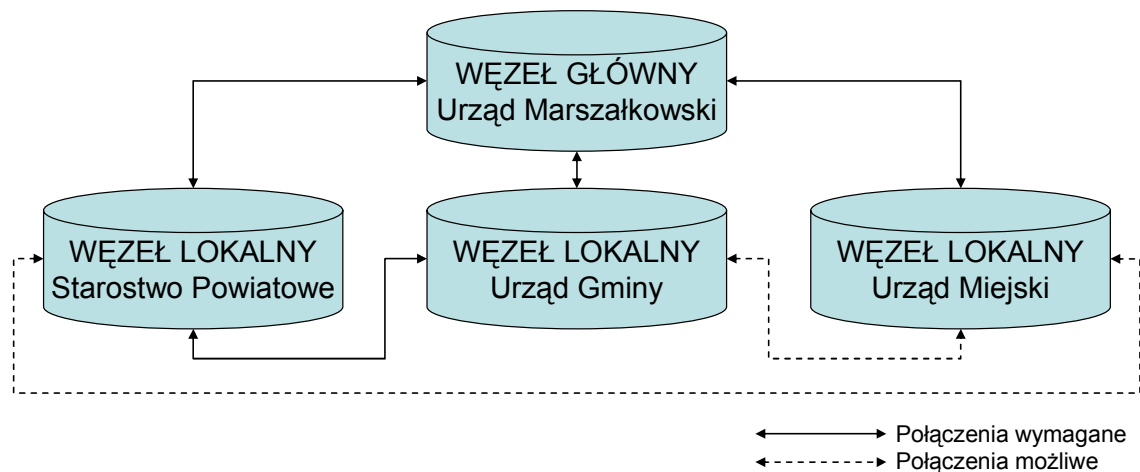 WĘZEŁ GŁÓWNY
Urząd Marszałkowski
WĘZEŁ LOKALNY
Starostwo Powiatowe
WĘZEŁ LOKALNY
Urząd Gminy
WĘZEŁ LOKALNY
Urząd Miejski
Połączenia wymagane
Połączenia możliwe